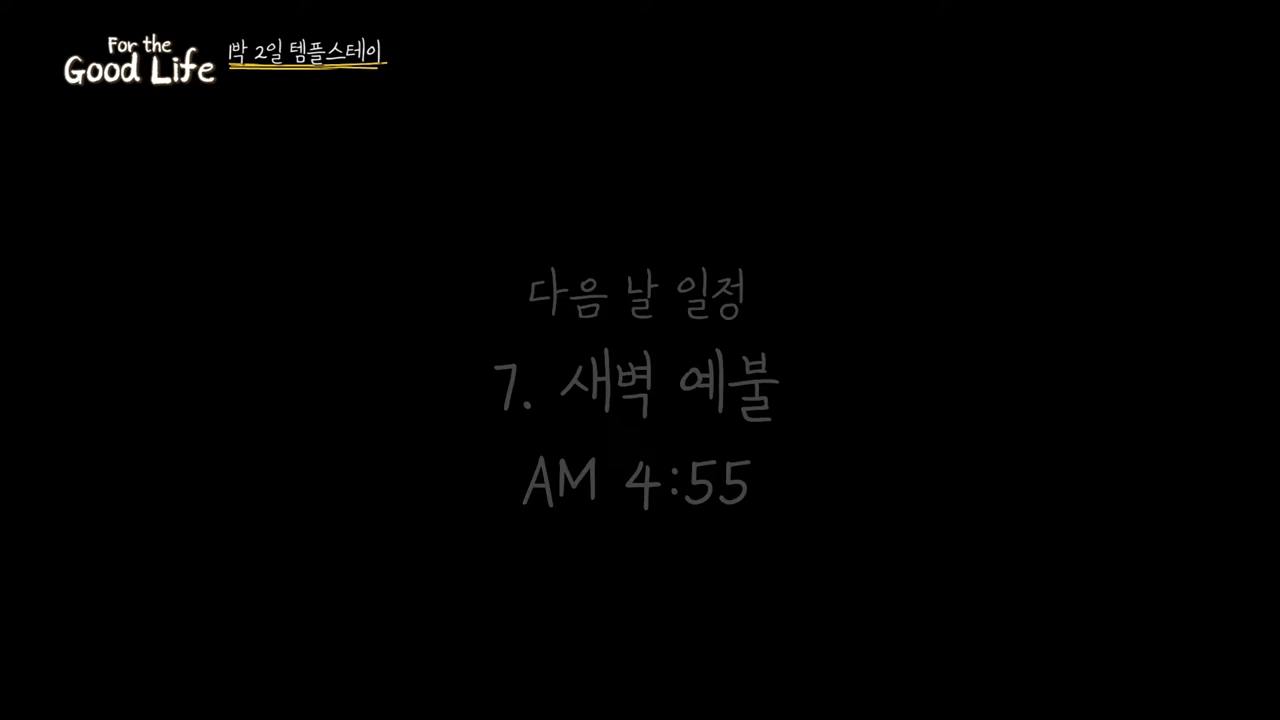 For the
Good Life
1박 2일 템플스테이
다음 날 일정
7. 새벽 예불
AM 4:55